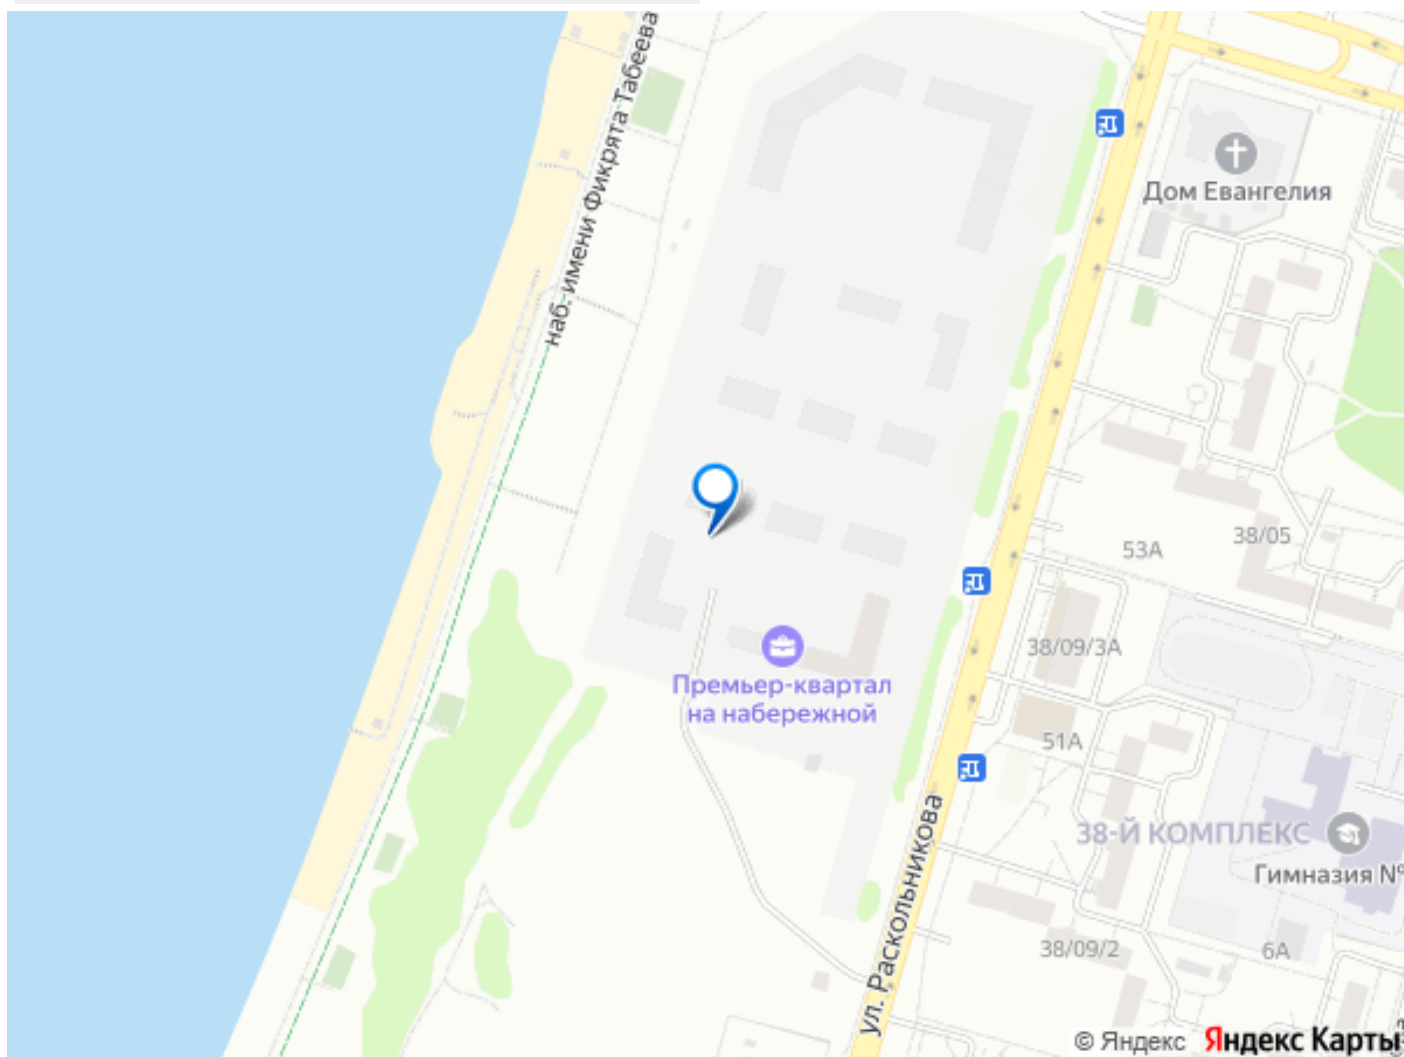 наб. имени Фикрята Табеева
Дом Евангелия
38/05
53А
38/09/3А
Премьер-квартал
на набережной
51А
38-Й КОМПЛЕКС
Гимназия №
ул. Раскольникова
38/09/2
6А
© Яндекс Яндекс Карты